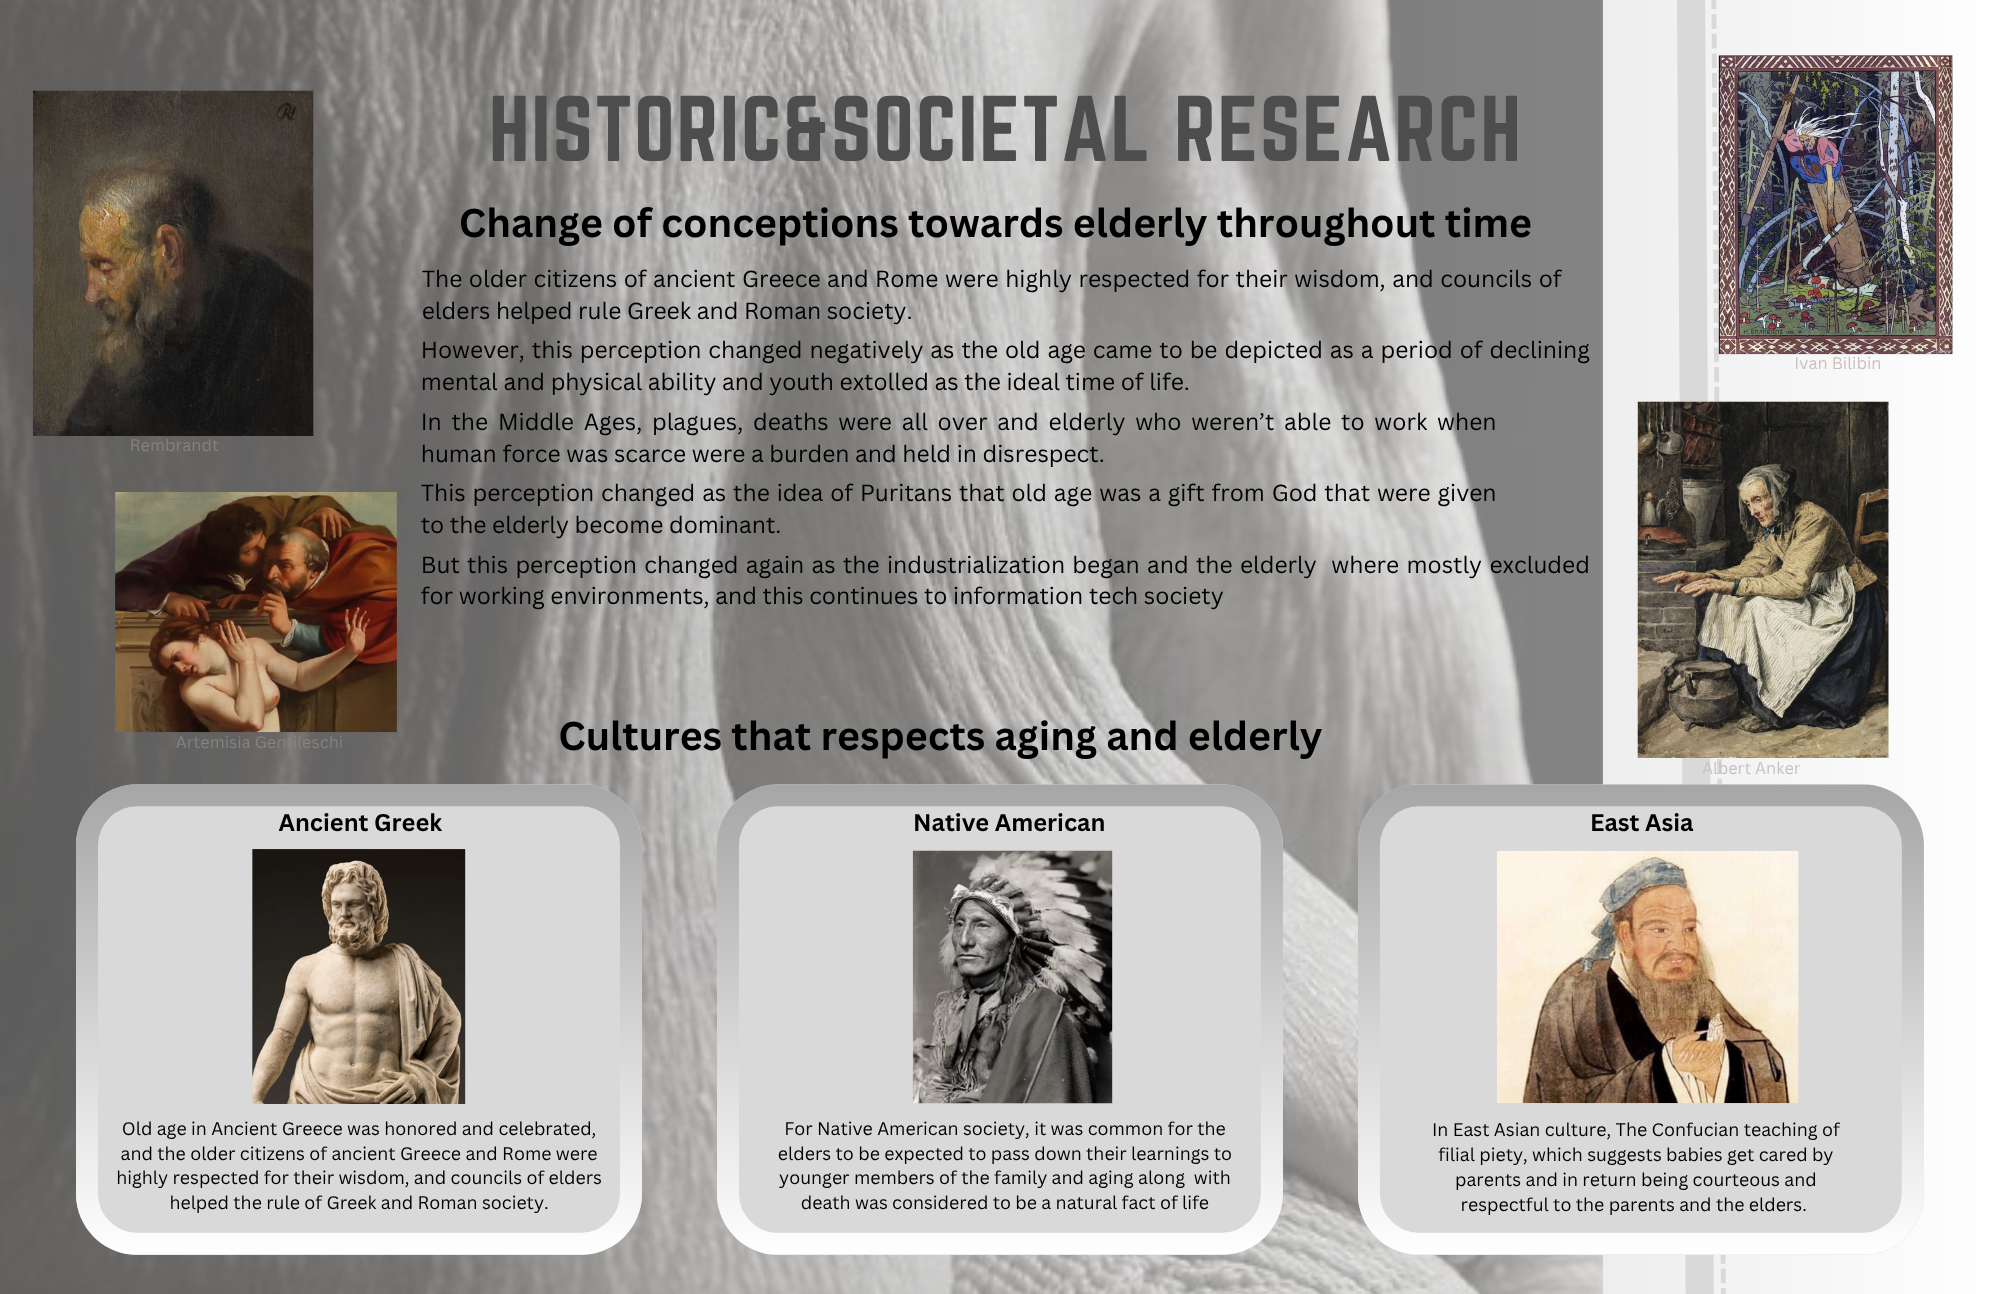 HISTORIC&SOCIETAL RESEARCH
Change of conceptions towards elderly throughout time
The older citizens of ancient Greece and Rome were highly respected for their wisdom, and councils of
elders helped rule Greek and Roman society.
However, this perception changed negatively as the old age came to be depicted as a period of declining
mental and physical ability and youth extolled as the ideal time of life.
In the Middle Ages, plagues, deaths were all over and elderly who weren’t able to work when
human force was scarce were a burden and held in disrespect.
This perception changed as the idea of Puritans that old age was a gift from God that were given
to the elderly become dominant.
But this perception changed again as the industrialization began and the elderly  where mostly excluded
for working environments, and this continues to information tech society
Rembrandt
Artemisia Gentileschi
Ivan Bilibin
Albert Anker
Cultures that respects aging and elderly
Ancient Greek
Old age in Ancient Greece was honored and celebrated,
and the older citizens of ancient Greece and Rome were
highly respected for their wisdom, and councils of elders
helped the rule of Greek and Roman society.
Native American
For Native American society, it was common for the
elders to be expected to pass down their learnings to
younger members of the family and aging along  with
death was considered to be a natural fact of life
East Asia
In East Asian culture, The Confucian teaching of
filial piety, which suggests babies get cared by
parents and in return being courteous and
respectful to the parents and the elders.